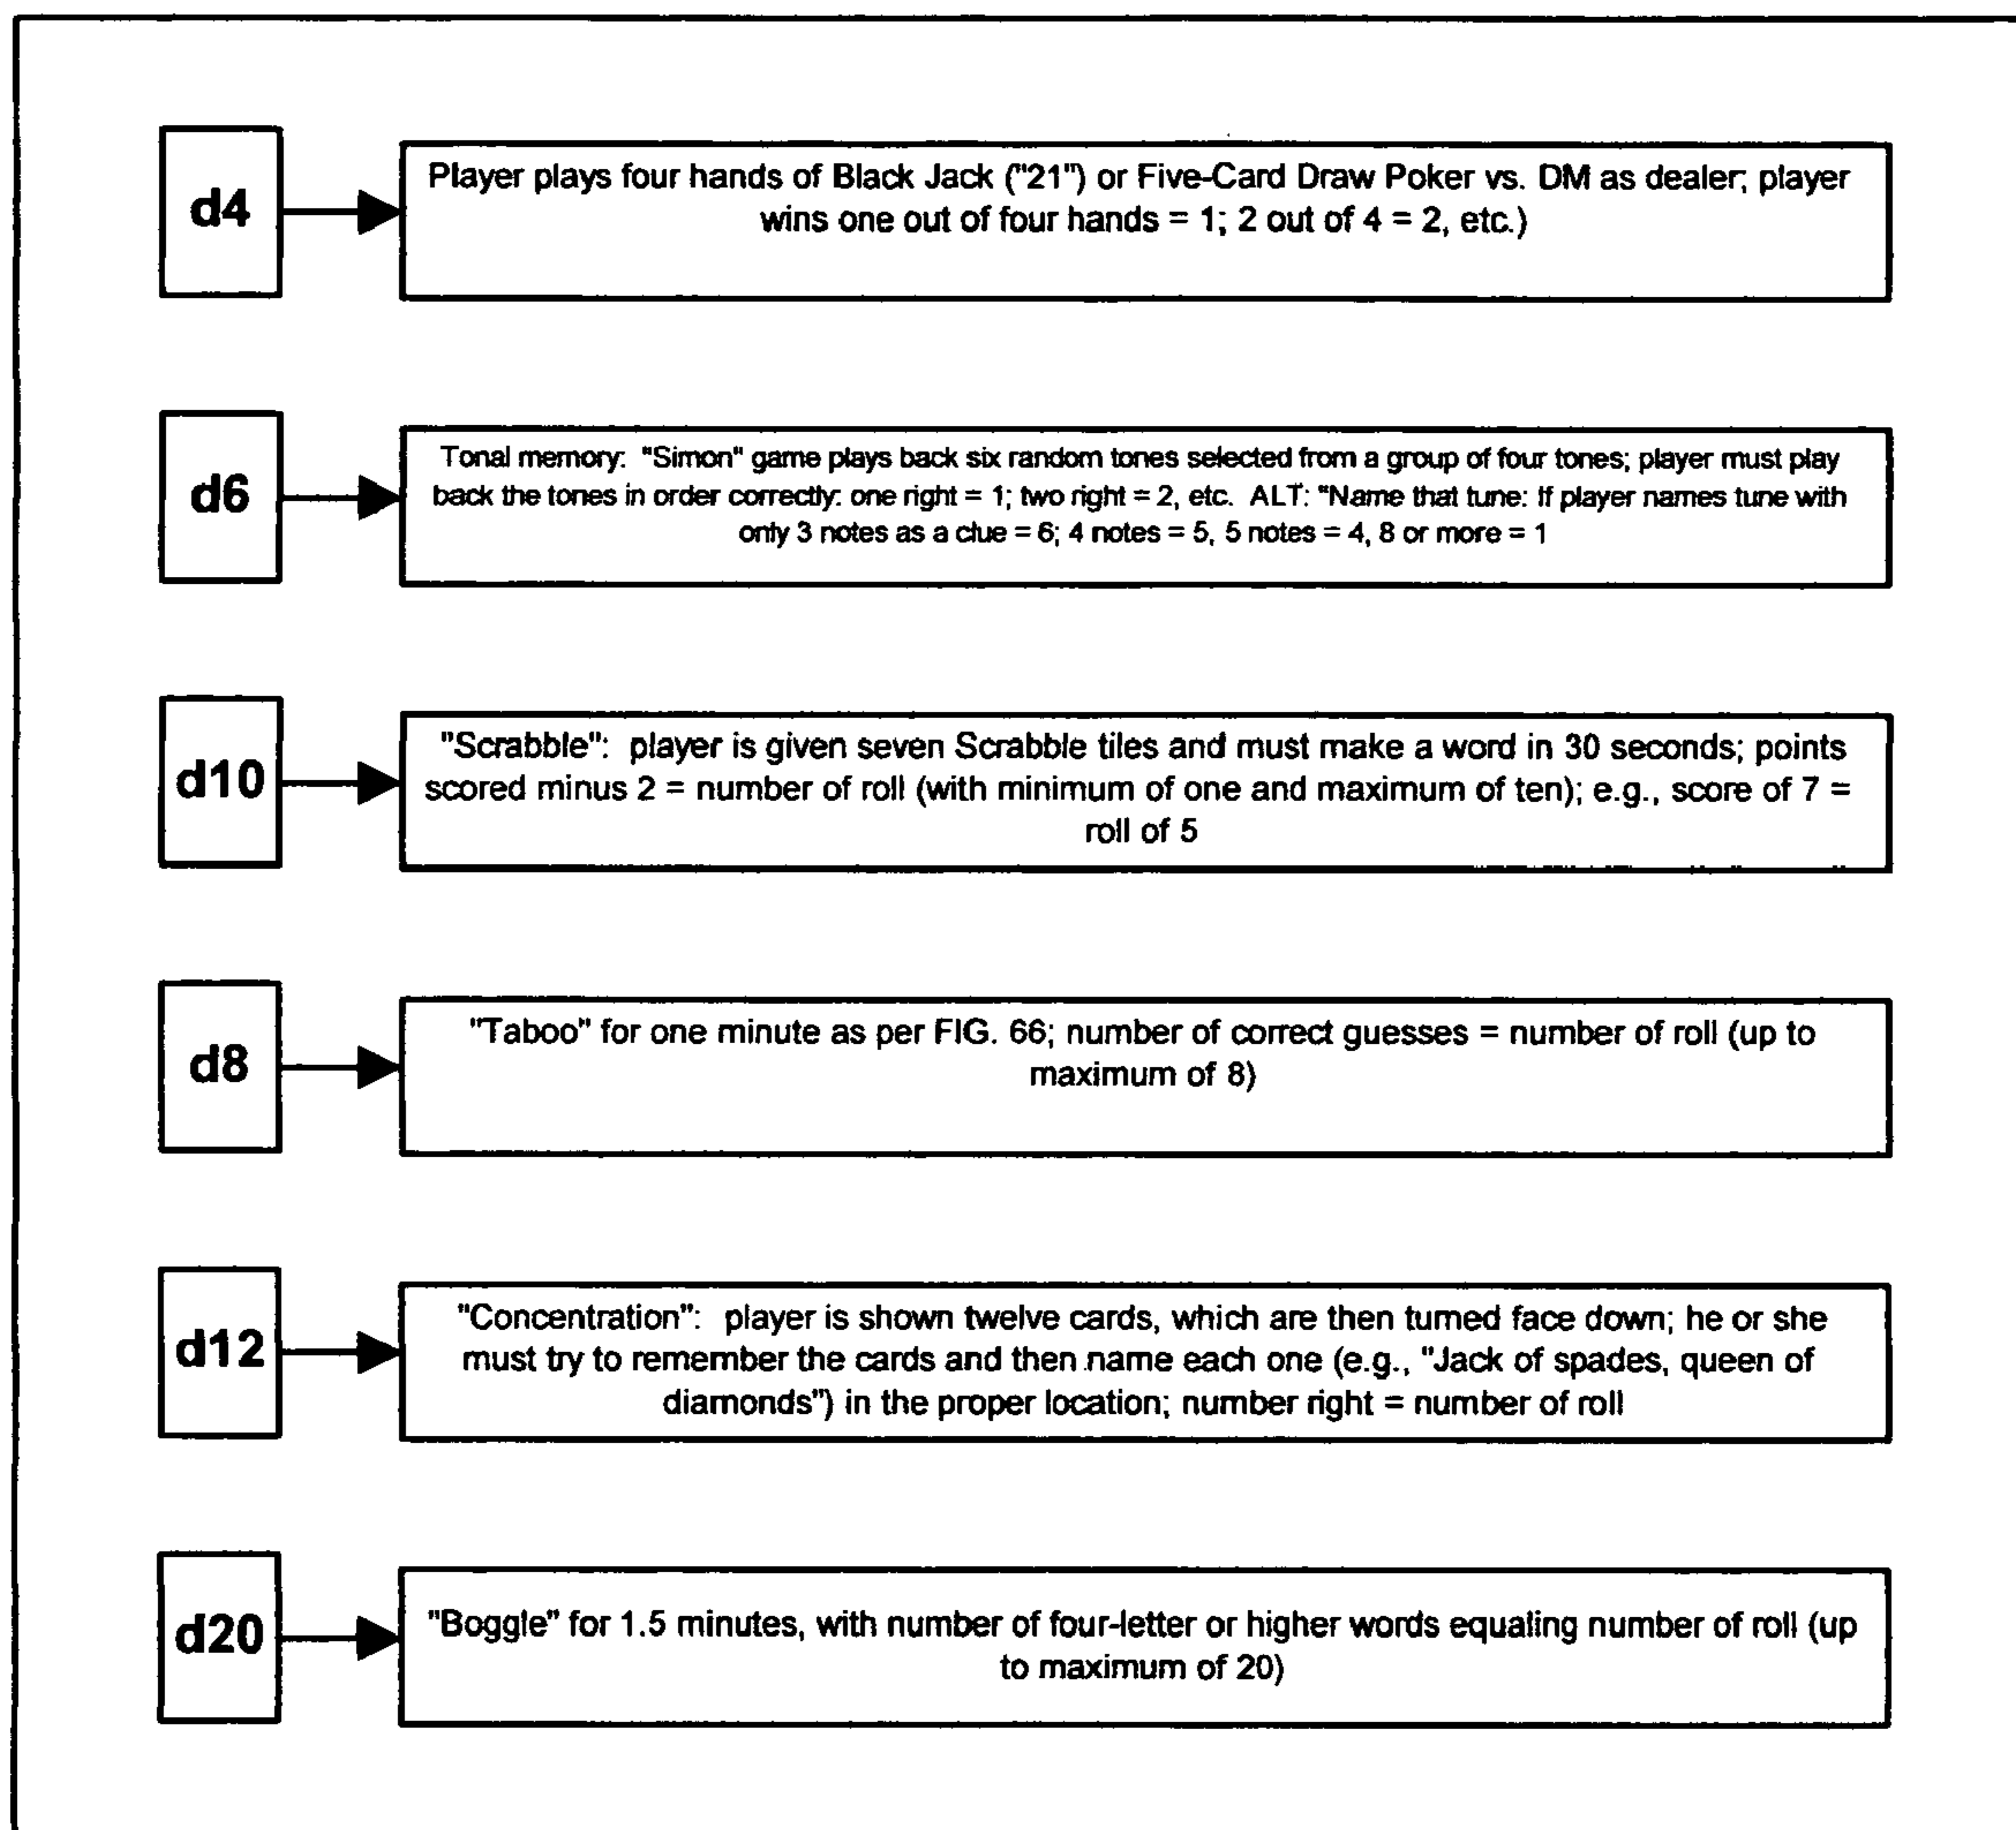 d4
Player plays four hands of Black Jack ("21") or Five-Card Draw Poker vs. DM as dealer; player
wins one out of four hands = 1; 2 out of 4 = 2, etc.)
d6
Tonal memory: "Simon" game plays back six random tones selected from a group of four tones; player must play
back the tones in order correctly: one right = 1; two right = 2, etc. ALT: "Name that tune: If player names tune with
only 3 notes as a clue = 6; 4 notes = 5, 5 notes = 4, 8 or more = 1
d10
"Scrabble": player is given seven Scrabble tiles and must make a word in 30 seconds; points
scored minus 2 = number of roll (with minimum of one and maximum of ten); e.g., score of 7 =
roll of 5
d8
"Taboo" for one minute as per FIG. 66; number of correct guesses = number of roll (up to
maximum of 8)
d12
"Concentration": player is shown twelve cards, which are then turned face down; he or she
must try to remember the cards and then name each one (e.g., "Jack of spades, queen of
diamonds") in the proper location; number right = number of roll
d20
"Boggle" for 1.5 minutes, with number of four-letter or higher words equaling number of roll (up
to maximum of 20)